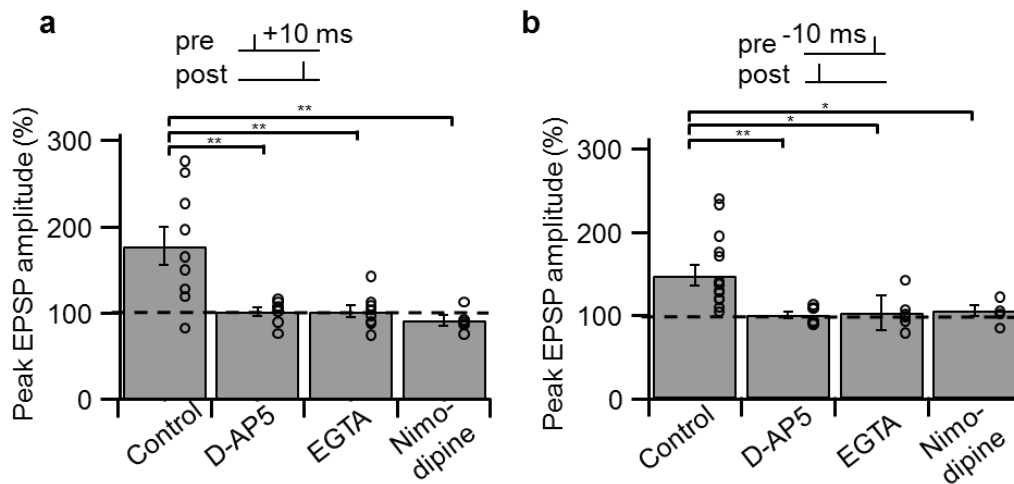 a
pre +10 ms
post
**
**
**
Peak EPSP amplitude (%)
300
200
100
0
Control
D-AP5
EGTA
Nimo-
dipine
b
pre -10 ms
post
*
*
**
Peak EPSP amplitude (%)
300
200
100
0
Control
D-AP5
EGTA
Nimo-
dipine